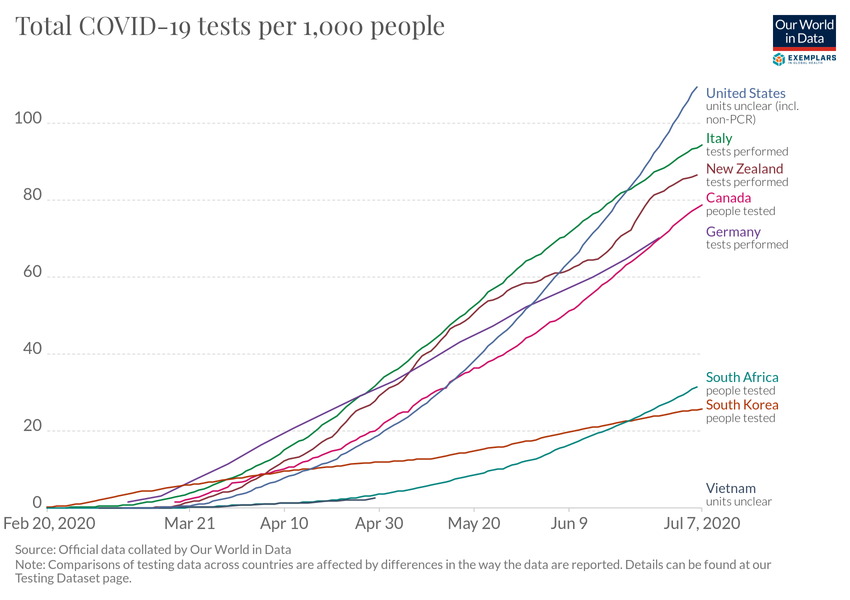 Total COVID-19 tests per 1,000 people
Our World
in Data
EXEMPLARS
IN GLOBAL HEALTH
100
80
60
40
20
0
United States
units unclear (incl.
non-PCR)
Italy
tests performed
New Zealand
tests performed
Canada
people tested
Germany
tests performed
South Africa
people tested
South Korea
people tested
Vietnam
units unclear
Feb 20, 2020
Mar 21
Apr 10
Apr 30
May 20
Jun 9
Jul 7, 2020
Source: Official data collated by Our World in Data
Note: Comparisons of testing data across countries are affected by differences in the way the data are reported. Details can be found at our
Testing Dataset page.